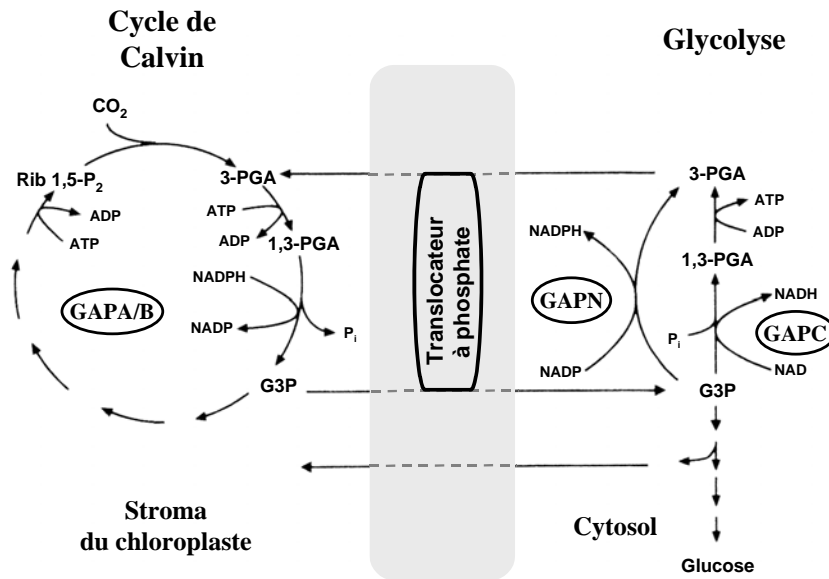 Cycle de
Calvin
CO2
Rib 1,5-P2
ADP
ATP
3-PGA
ATP
ADP
1,3-PGA
NADPH
NADP
Pi
GAPA/B
G3P
Stroma
du chloroplaste
Translocateur
à phosphate
Glycolyse
3-PGA
ATP
ADP
1,3-PGA
NADPH
GAPN
NADP
NADH
Pi
GAPC
NAD
G3P
Cytosol
Glucose